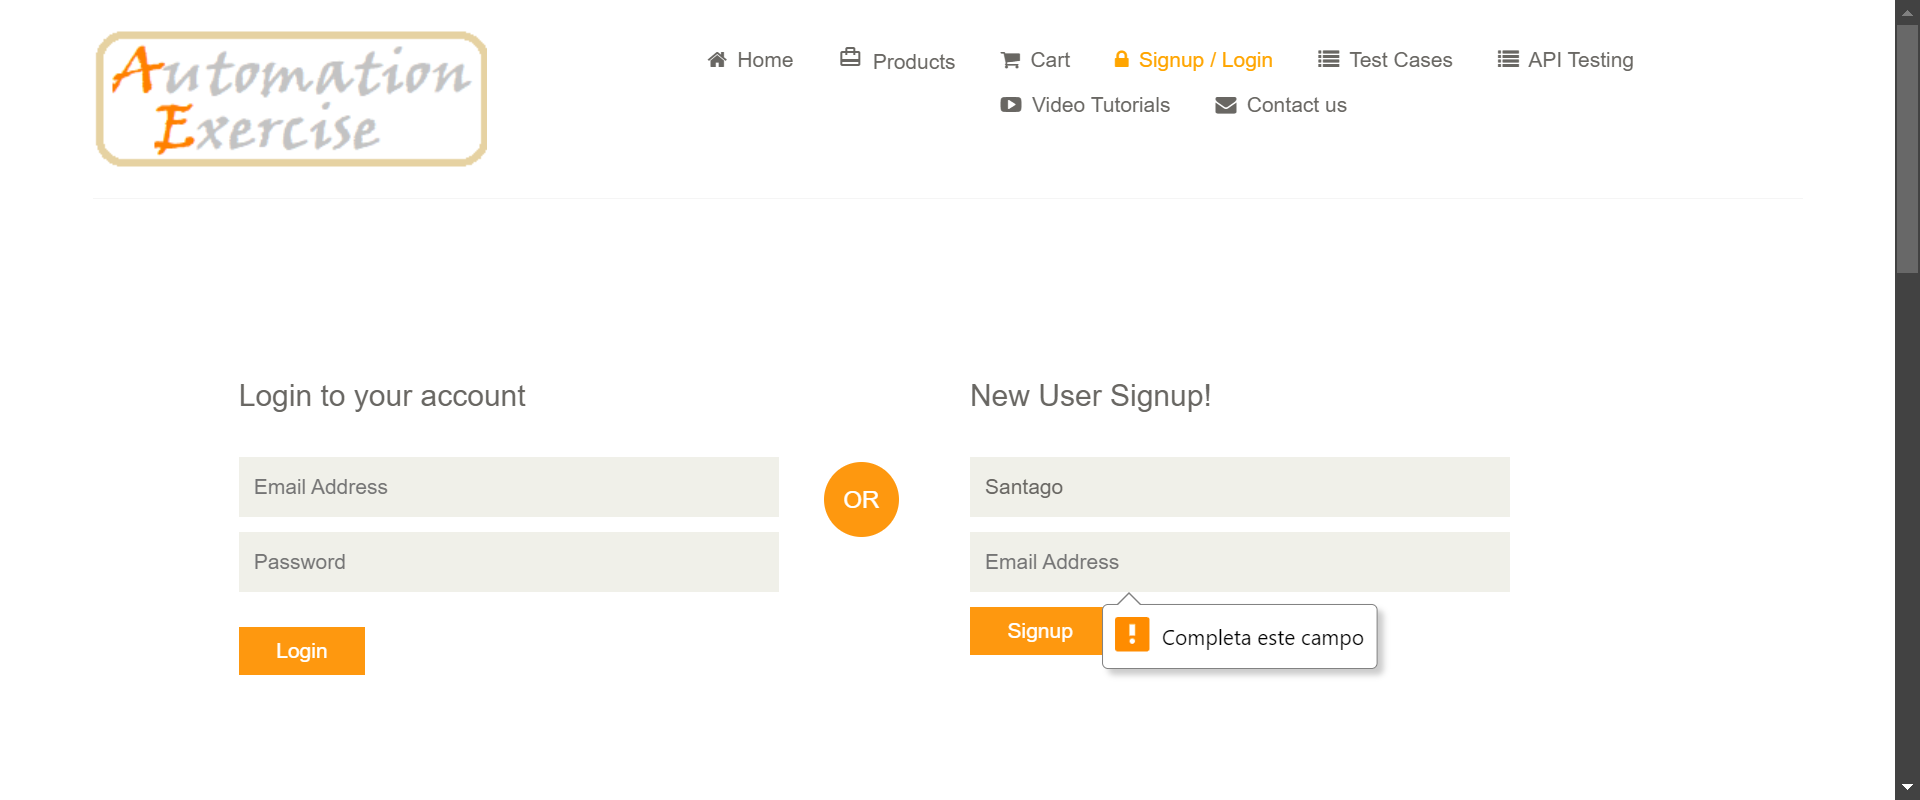 Automation
Exercise
Home
Products
Cart
Signup / Login
Test Cases
API Testing
Video Tutorials
Contact us
Login to your account
Email Address
Password
Login
OR
New User Signup!
Santago
Email Address
Signup
Completa este campo